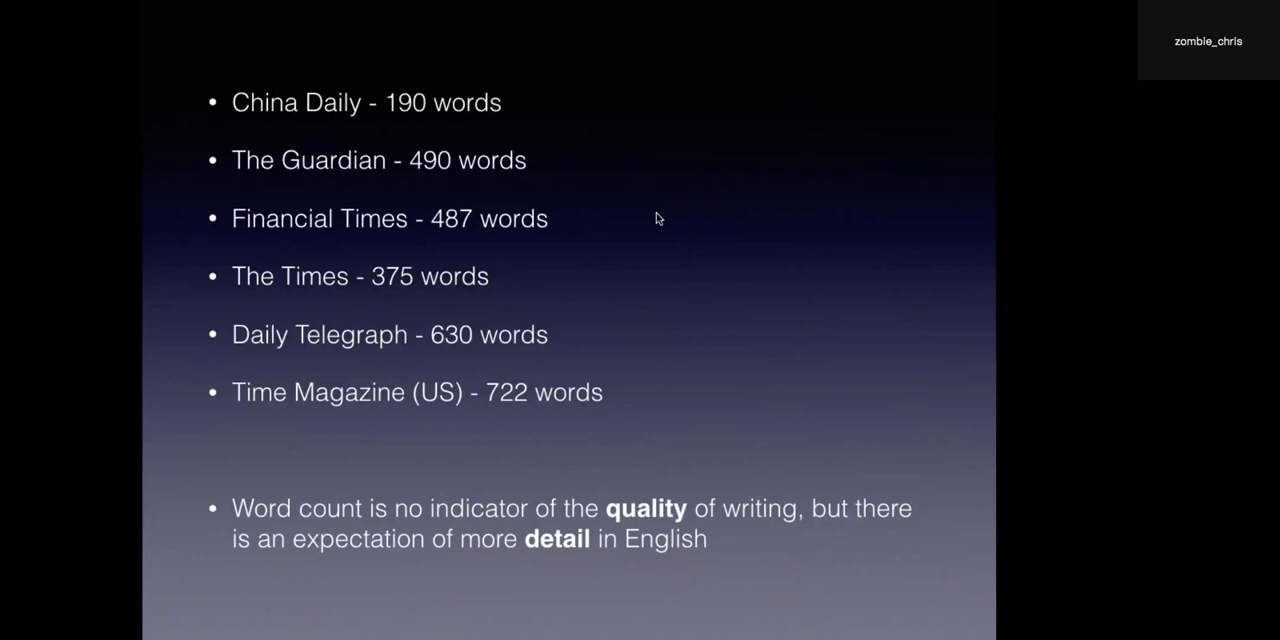 zombie_chris
• China Daily - 190 words
• The Guardian - 490 words
• Financial Times - 487 words
• The Times - 375 words
• Daily Telegraph - 630 words
• Time Magazine (US) - 722 words
• Word count is no indicator of the quality of writing, but there
is an expectation of more detail in English